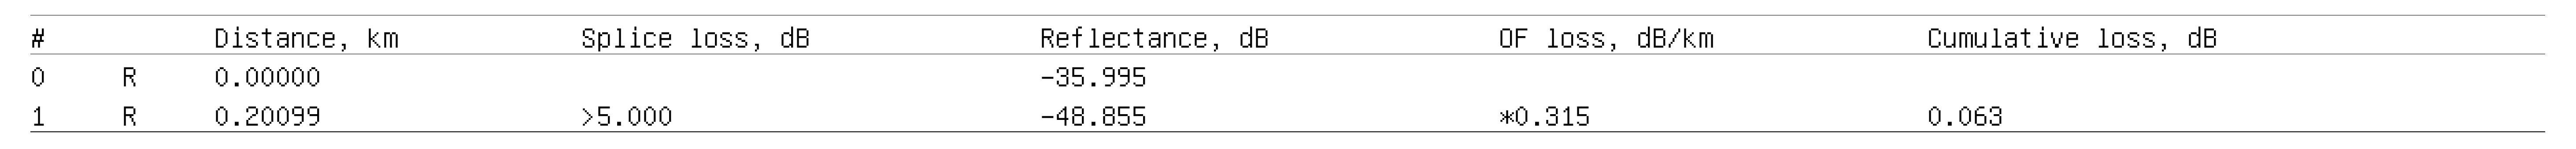 # Distance, km Splice loss, dB Reflectance, dB OF loss, dB/km Cumulative loss, dB
0 R 0.00000 -35.995
1 R 0.20099 >5.000 -48.855 *0.315 0.063